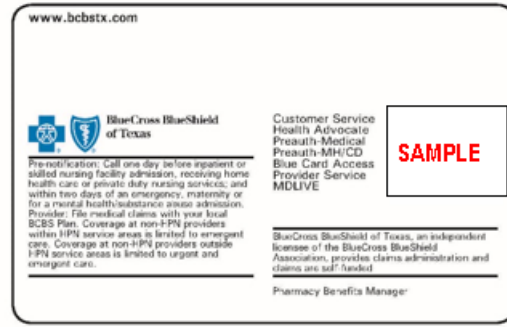 www.bcbstx.com
BlueCross BlueShield
of Texas
Pre-notification: Call one day before inpatient or
skilled nursing facility admission, receiving home
health care or private duty nursing services; and
within two days of an emergency, maternity or
for a mental health/substance abuse admission.
Provider: File medical claims with your local
BCBS Plan. Coverage at non-HPN providers
within HPN service areas is limited to emergent
care. Coverage at non-HPN providers outside
HPN service areas is limited to urgent and
emergent care.
Customer Service
Health Advocate
Preauth-Medical
Preauth-MH/CD
Blue Card Access
Provider Service
MDLIVE
SAMPLE
BlueCross BlueShield of Texas, an independent
licensee of the BlueCross BlueShield
Association, provides claims administration and
claims are self-funded
Pharmacy Benefits Manager